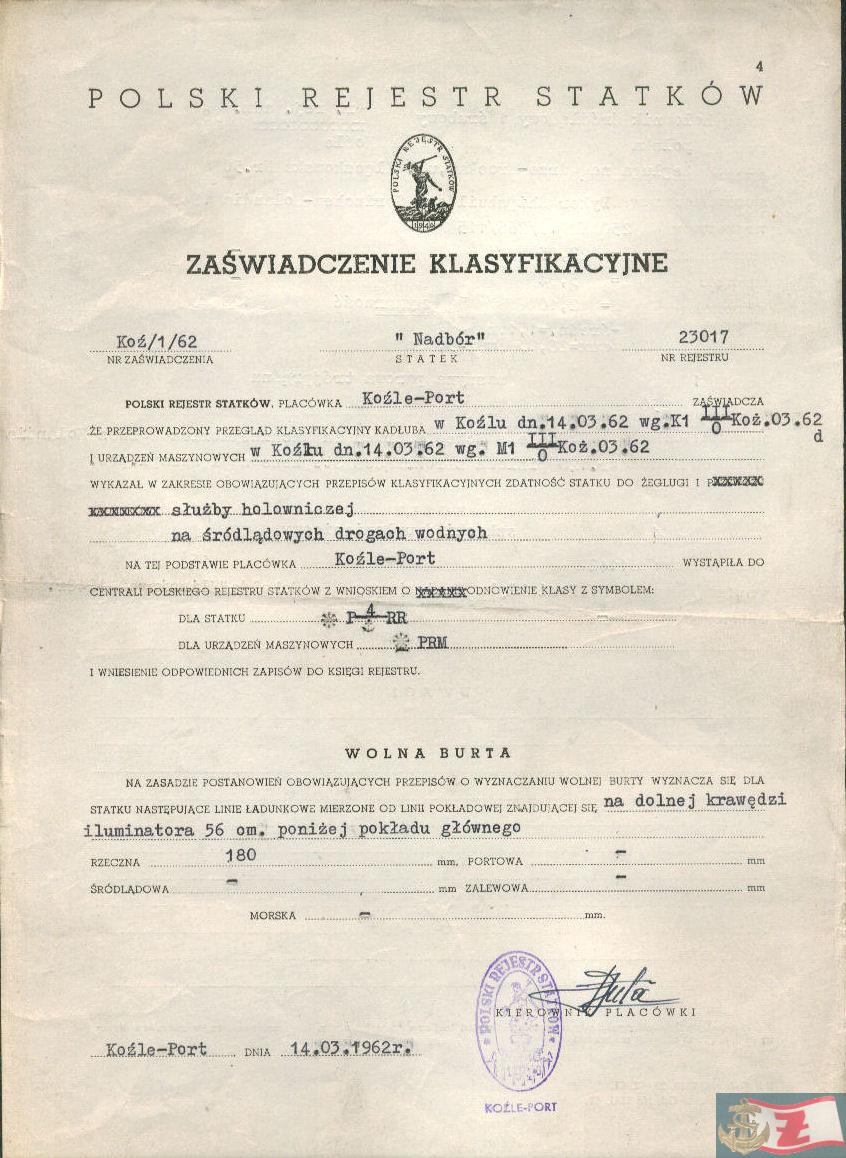 4
POLSKI REJESTR STATKÓW
POLSKI REJESTR STATKÓW
1946
ZAŚWIADCZENIE KLASYFIKACYJNE
Koź/1/62 " Nadbór" 23017
NR ZAŚWIADCZENIA STATEK NR REJESTRU
POLSKI REJESTR STATKÓW, PLACÓWKA Koźle-Port ZAŚWIADCZA
ŻE PRZEPROWADZONY PRZEGLĄD KLASYFIKACYJNY KADŁUBA w Koźlu dn.14.03.62 wg.K1 III/0 Koź.03.62
d
I URZĄDZEŃ MASZYNOWYCH w Koźlu dn.14.03.62 wg. M1 III/0 Koź.03.62
WYKAZAŁ W ZAKRESIE OBOWIĄZUJĄCYCH PRZEPISÓW KLASYFIKACYJNYCH ZDATNOŚĆ STATKU DO ŻEGLUGI I
służby holowniczej
na śródlądowych drogach wodnych
NA TEJ PODSTAWIE PLACÓWKA Koźle-Port WYSTĄPIŁA DO
CENTRALI POLSKIEGO REJESTRU STATKÓW Z WNIOSKIEM O ODNOWIENIE KLASY Z SYMBOLEM:
DLA STATKU * P 4 RR
DLA URZĄDZEŃ MASZYNOWYCH * PRM
I WNIESIENIE ODPOWIEDNICH ZAPISÓW DO KSIĘGI REJESTRU.
WOLNA BURTA
NA ZASADZIE POSTANOWIEŃ OBOWIĄZUJĄCYCH PRZEPISÓW O WYZNACZANIU WOLNEJ BURTY WYZNACZA SIĘ DLA
STATKU NASTĘPUJĄCE LINIE ŁADUNKOWE MIERZONE OD LINII POKŁADOWEJ ZNAJDUJĄCEJ SIĘ na dolnej krawędzi
iluminatora 56 cm. poniżej pokładu głównego
RZECZNA 180 mm, PORTOWA - mm
ŚRÓDLĄDOWA - mm ZALEWOWA - mm
MORSKA - mm.
KIEROWNIK PLACÓWKI
POLSKI REJESTR STATKÓW
Koźle-Port DNIA 14.03.1962r.
KOŹLE-PORT
Ż